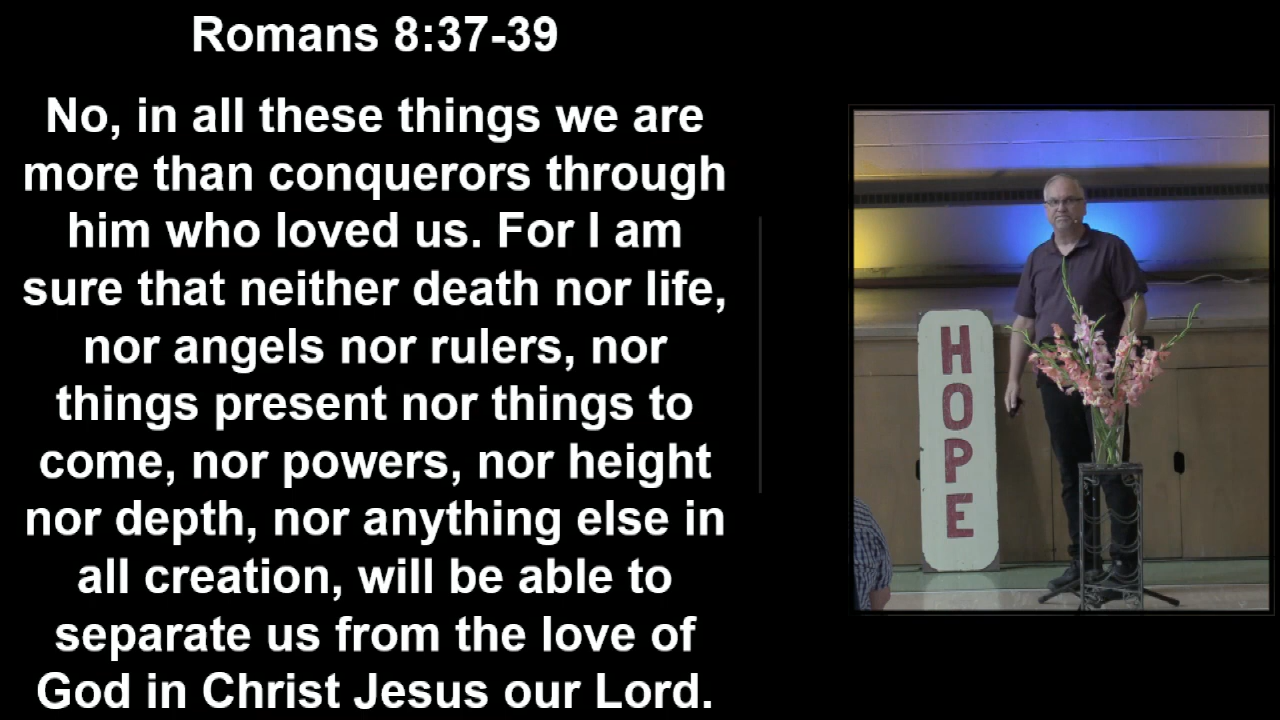 Romans 8:37-39
No, in all these things we are
more than conquerors through
him who loved us. For I am
sure that neither death nor life,
nor angels nor rulers, nor
things present nor things to
come, nor powers, nor height
nor depth, nor anything else in
all creation, will be able to
separate us from the love of
God in Christ Jesus our Lord.
HOPE